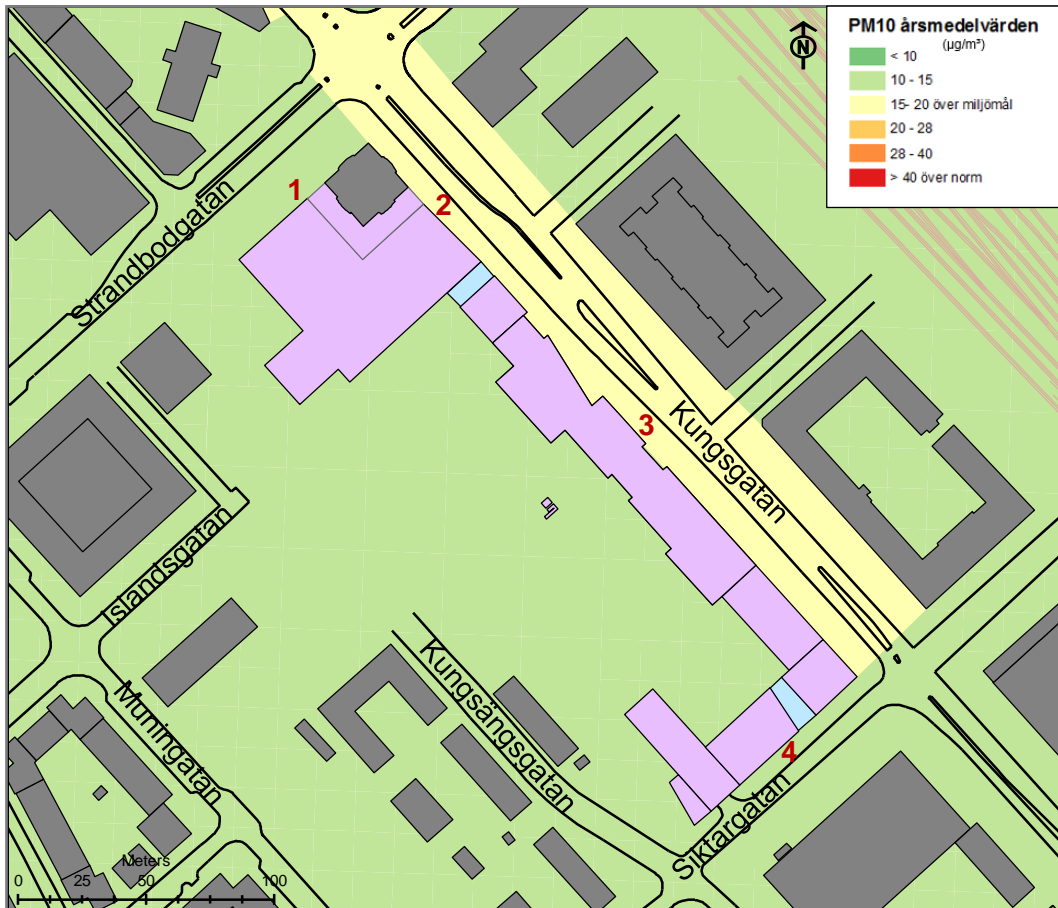 PM10 årsmedelvärden
(µg/m³)
< 10
10 - 15
15- 20 över miljömål
20 - 28
28 - 40
> 40 över norm
N
1
2
Strandbodgatan
3
Kungsgatan
Islandsgatan
Muningatan
Kungsängsgatan
4
Siktargatan
Meters
0 25 50 100